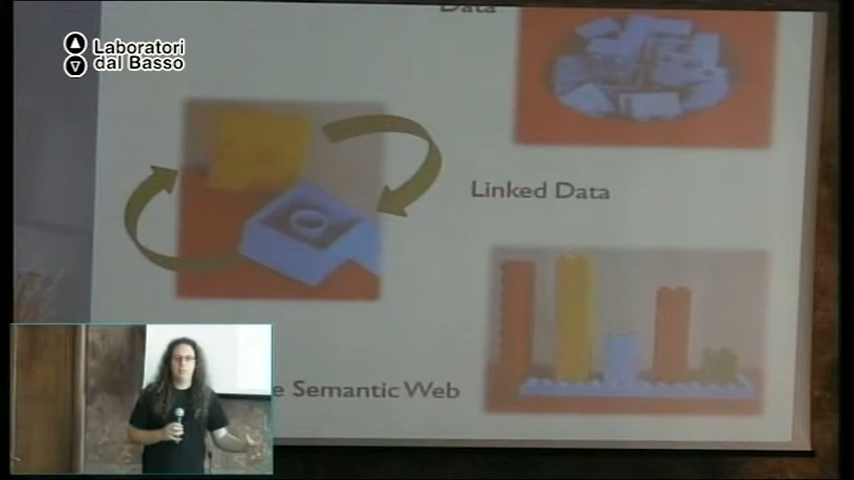 Laboratori
dal Basso
Data
Linked Data
e Semantic Web